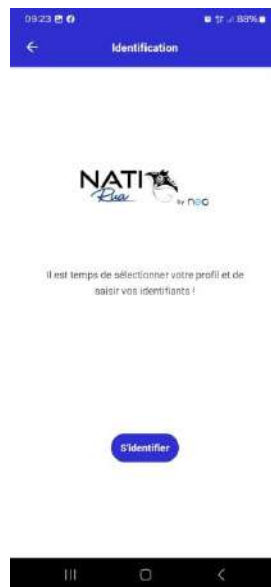 09:23
88%
Identification
NATI
Rua
by neo
Il est temps de sélectionner votre profil et de
saisir vos identifiants !
S'identifier